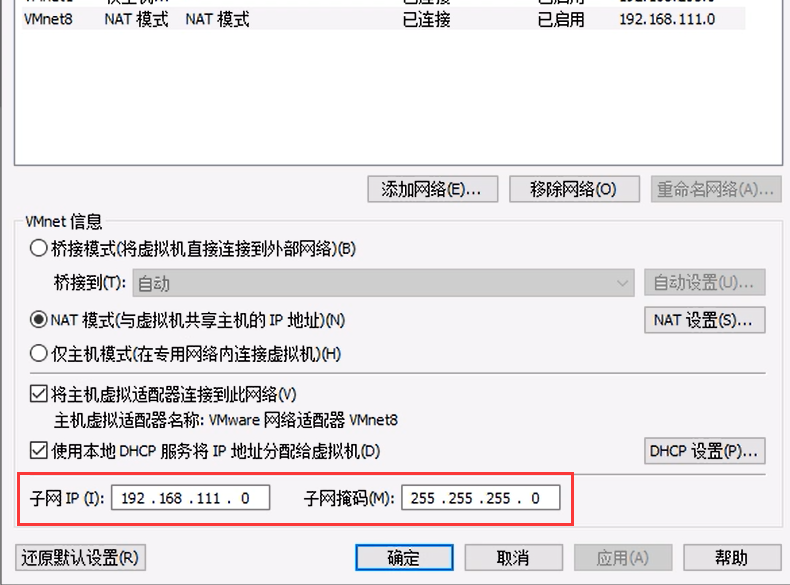 VMnet8 NAT 模式 NAT 模式 已连接 已启用 192.168.111.0
添加网络(E)... 移除网络(O) 重命名网络(A)...
VMnet 信息
桥接模式(将虚拟机直接连接到外部网络)(B)
桥接到(T): 自动 自动设置(U)...
NAT 模式(与虚拟机共享主机的 IP 地址)(N) NAT 设置(S)...
仅主机模式(在专用网络内连接虚拟机)(H)
将主机虚拟适配器连接到此网络(V)
主机虚拟适配器名称: VMware 网络适配器 VMnet8
使用本地 DHCP 服务将 IP 地址分配给虚拟机(D) DHCP 设置(P)...
子网 IP (I): 192 . 168 . 111 . 0 子网掩码(M): 255 . 255 . 255 . 0
还原默认设置(R) 确定 取消 应用(A) 帮助